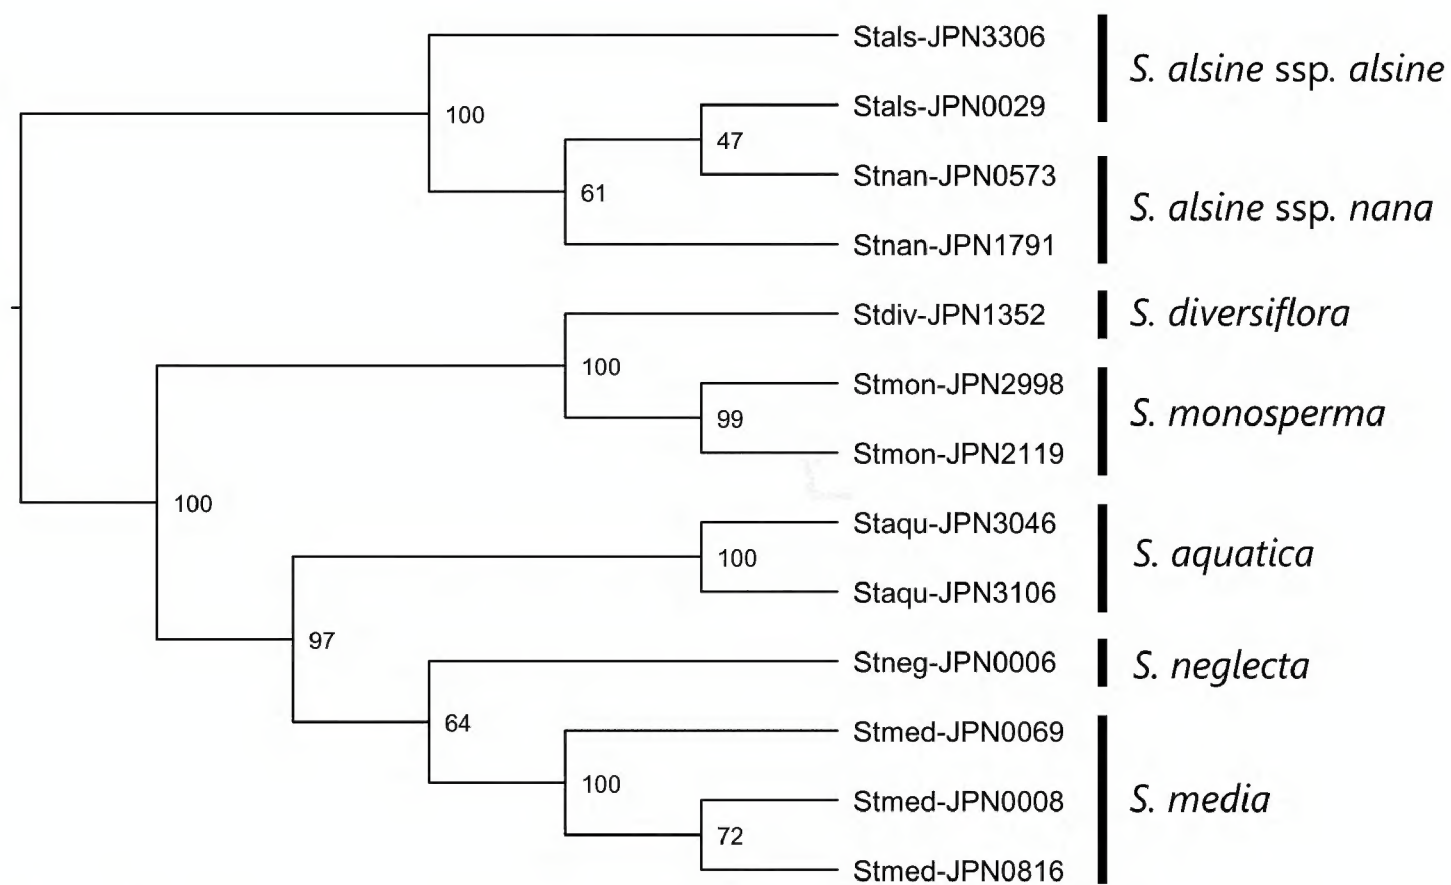 Stals-JPN3306
S. alsine ssp. alsine
100
Stals-JPN0029
47
Stnan-JPN0573
61
S. alsine ssp. nana
Stnan-JPN1791
Stdiv-JPN1352
S. diversiflora
100
Stmon-JPN2998
99
S. monosperma
Stmon-JPN2119
100
Staqu-JPN3046
100
S. aquatica
Staqu-JPN3106
97
Stneg-JPN0006
S. neglecta
64
Stmed-JPN0069
100
Stmed-JPN0008
S. media
72
Stmed-JPN0816